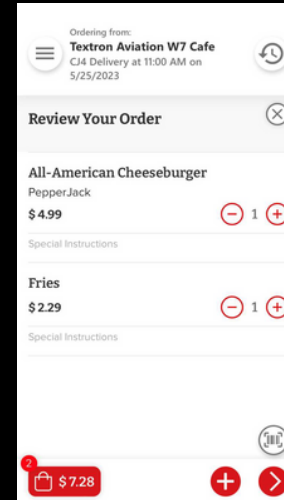 Ordering from:
Textron Aviation W7 Cafe
CJ4 Delivery at 11:00 AM on
5/25/2023
Review Your Order
All-American Cheeseburger
PepperJack
$ 4.99
1
Special Instructions
Fries
$ 2.29
1
Special Instructions
2
$ 7.28